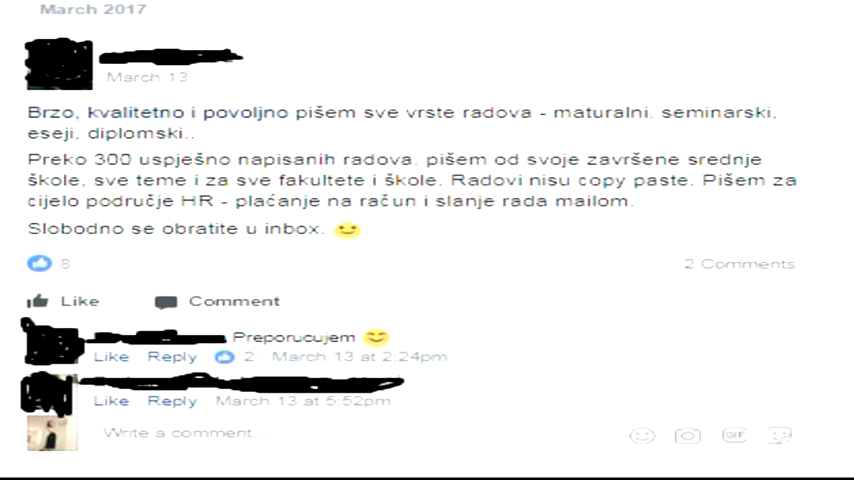 March 2017
March 13
Brzo, kvalitetno i povoljno pišem sve vrste radova - maturalni, seminarski,
eseji, diplomski..
Preko 300 uspješno napisanih radova, pišem od svoje završene srednje
škole, sve teme i za sve fakultete i škole. Radovi nisu copy paste. Pišem za
cijelo područje HR - plaćanje na račun i slanje rada mailom.
Slobodno se obratite u inbox.
8 2 Comments
Like Comment
Preporucujem
Like Reply 2 · March 13 at 2:24pm
Like Reply March 13 at 5:52pm
Write a comment... GIF